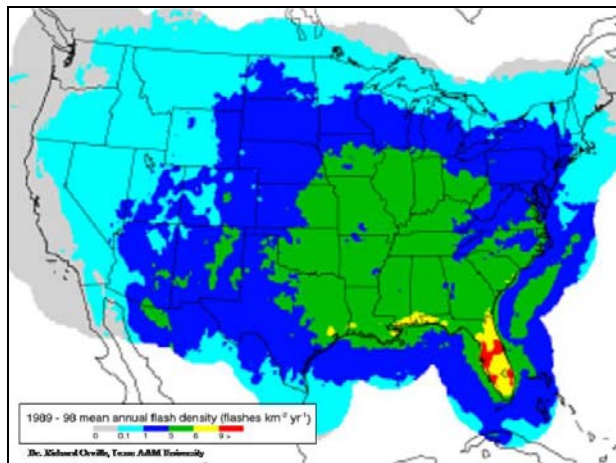 1989 - 98 mean annual flash density (flashes km-2 yr-1)
0 0.1 1 3 6 9 >
Dr. Richard Orville, Texas A&M University